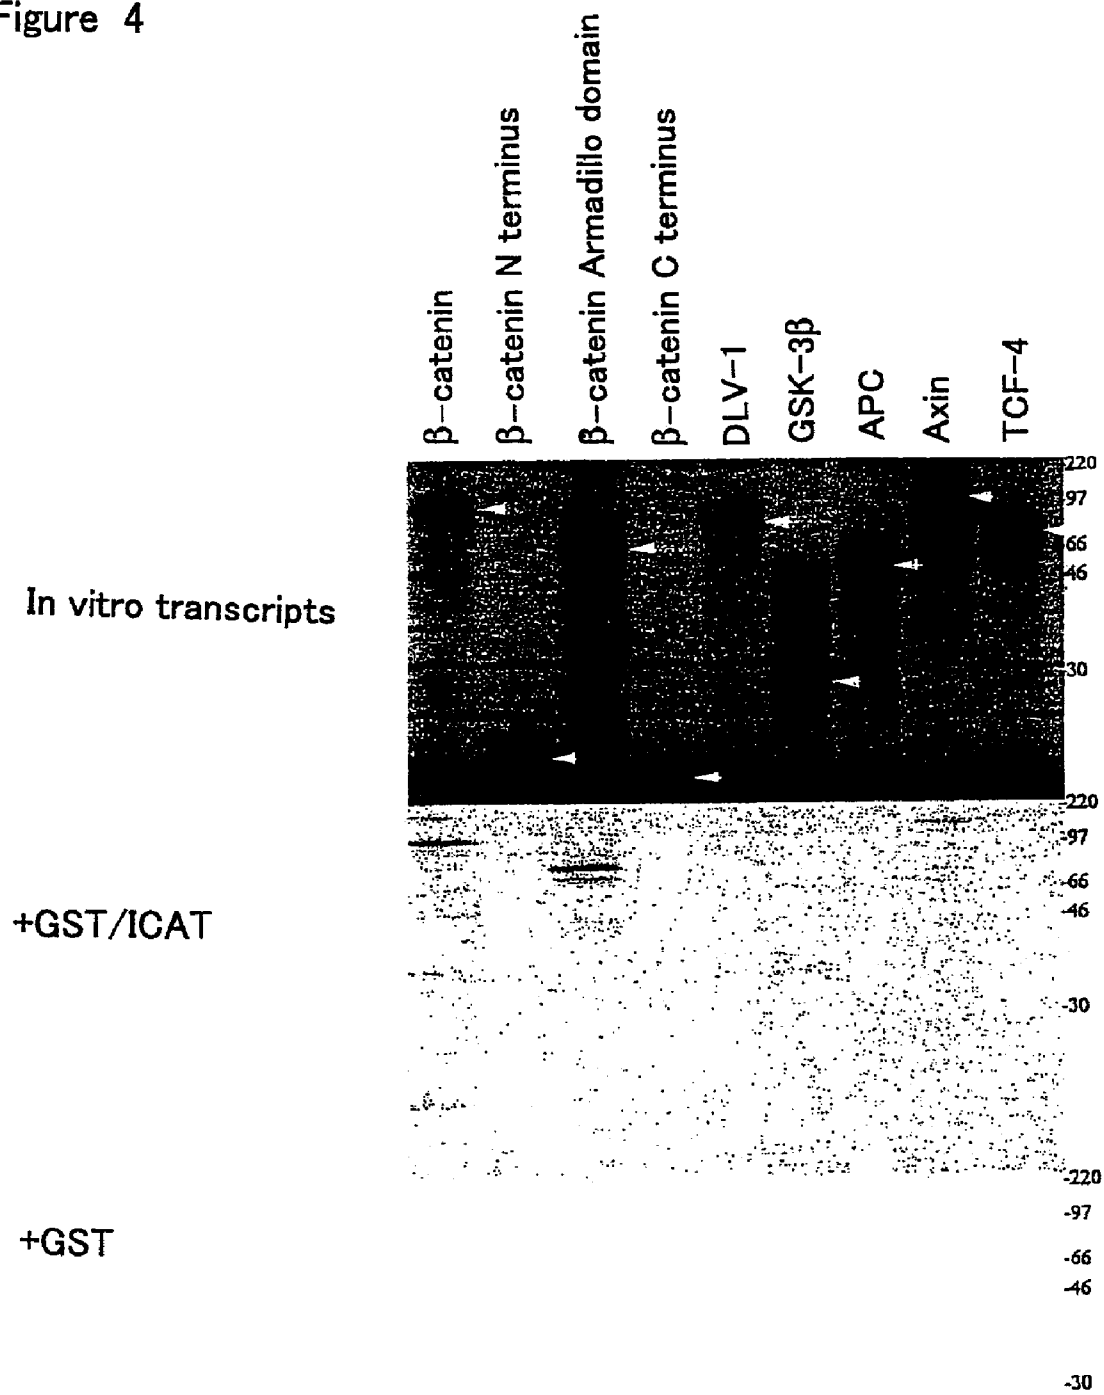 Figure 4
β-catenin
β-catenin N terminus
β-catenin Armadillo domain
β-catenin C terminus
DLV-1
GSK-3β
APC
Axin
TCF-4
In vitro transcripts
220
97
66
46
30
+GST/ICAT
220
-97
-66
-46
-30
+GST
-220
-97
-66
-46
-30